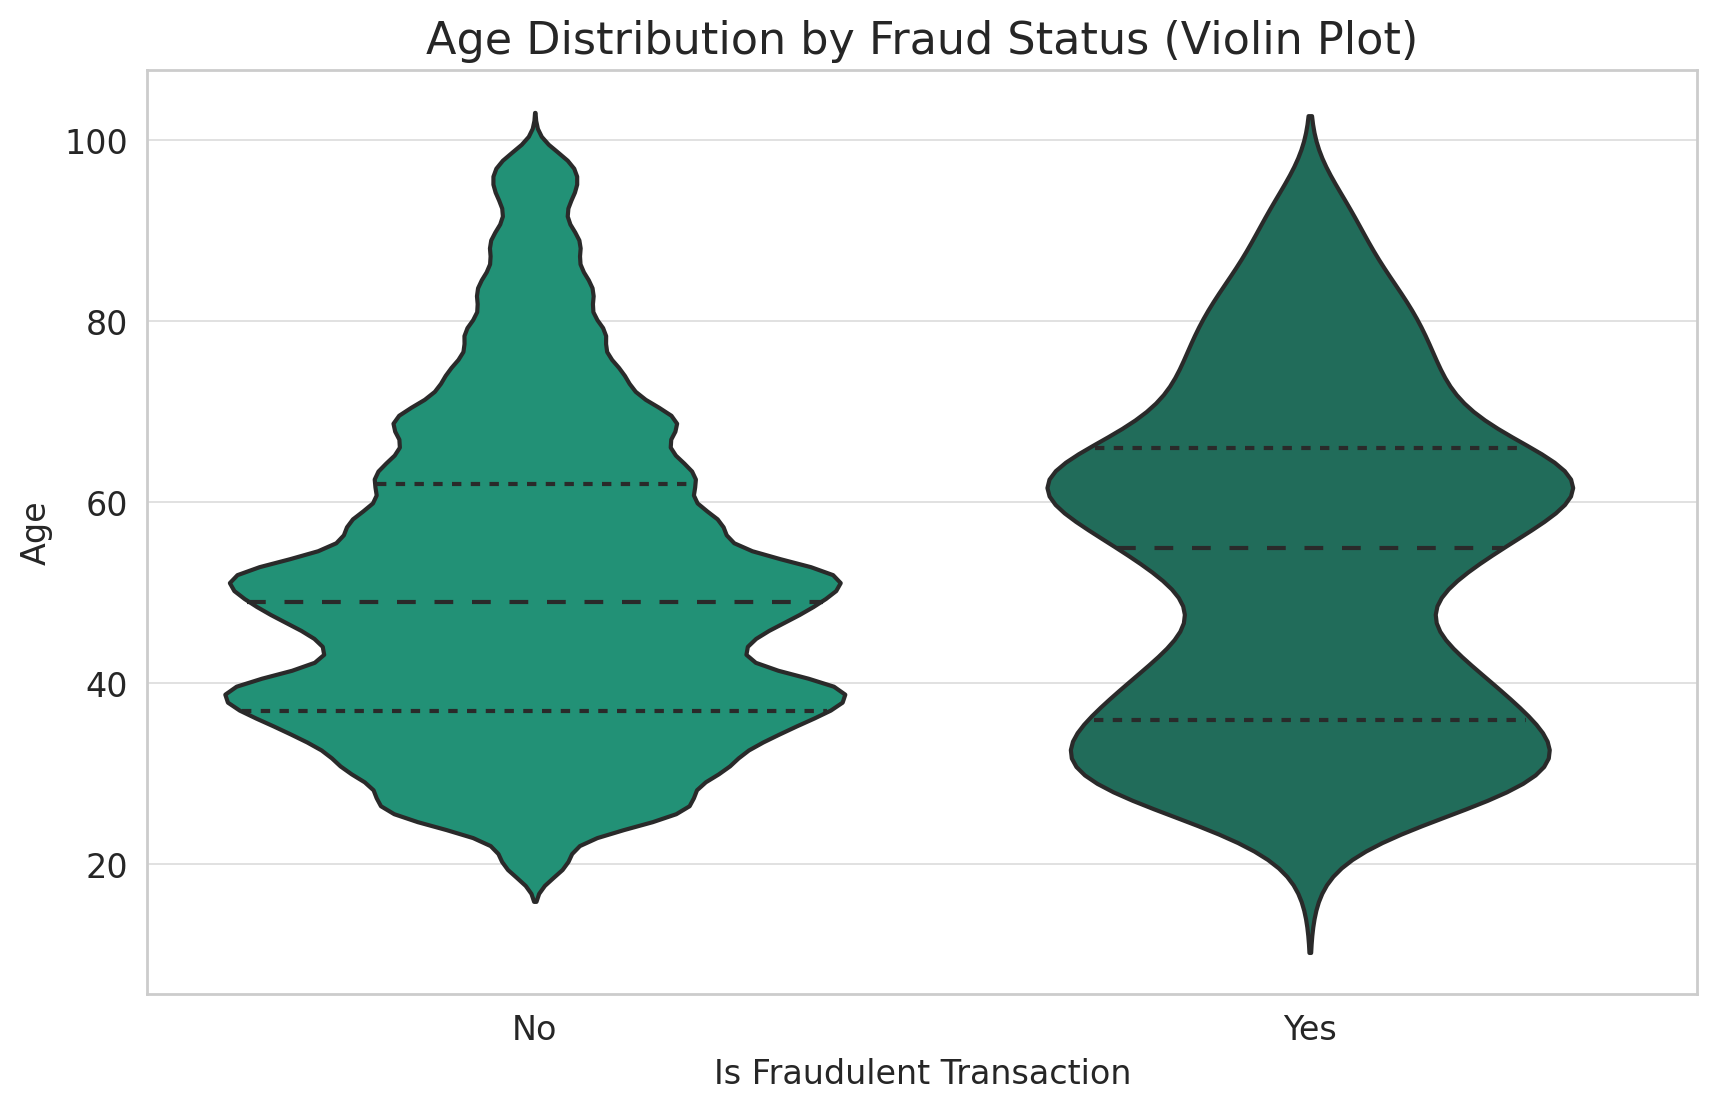 Age Distribution by Fraud Status (Violin Plot)
100
80
60
40
20
Age
No
Yes
Is Fraudulent Transaction